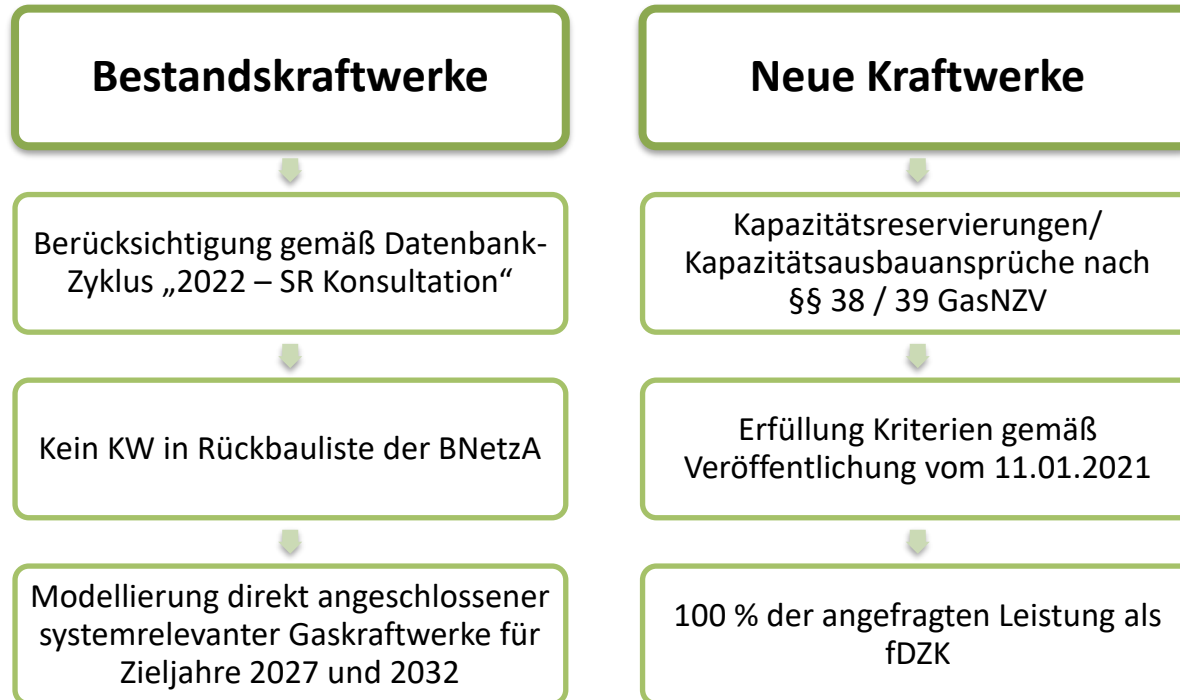 Bestandskraftwerke
Berücksichtigung gemäß Datenbank-
Zyklus „2022 – SR Konsultation“
Kein KW in Rückbauliste der BNetzA
Modellierung direkt angeschlossener
systemrelevanter Gaskraftwerke für
Zieljahre 2027 und 2032
Neue Kraftwerke
Kapazitätsreservierungen/
Kapazitätsausbauansprüche nach
§§ 38 / 39 GasNZV
Erfüllung Kriterien gemäß
Veröffentlichung vom 11.01.2021
100 % der angefragten Leistung als
fDZK